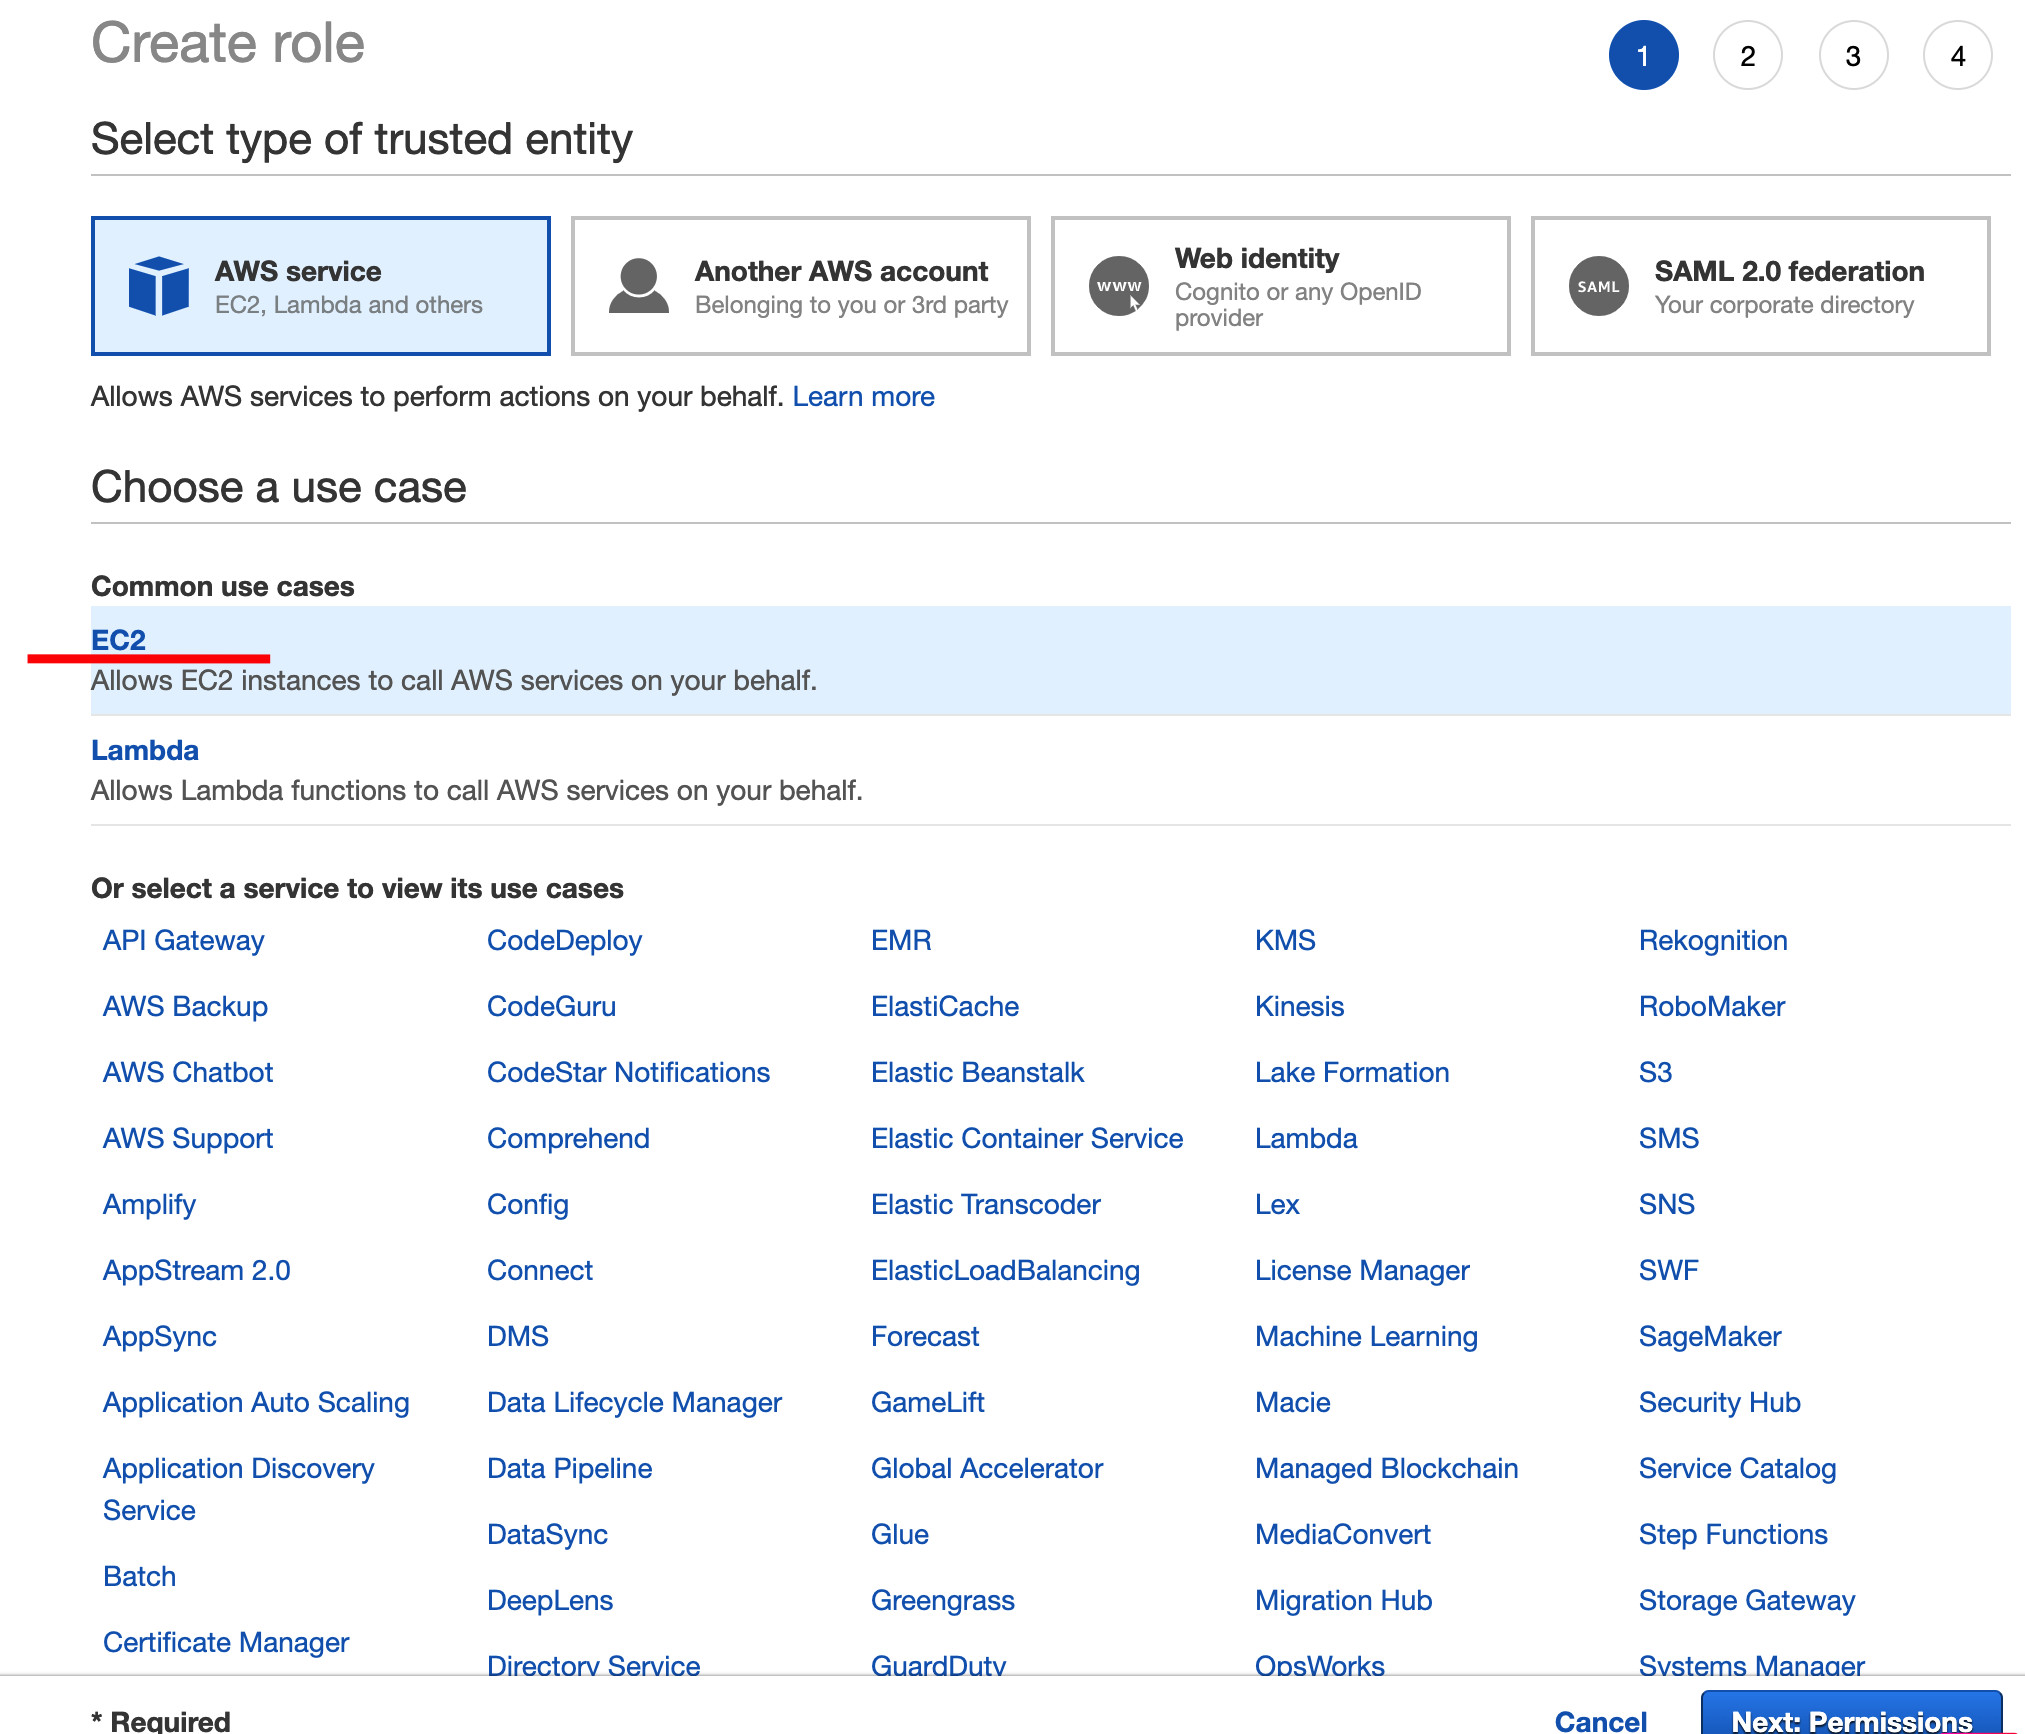 Create role
1 2 3 4
Select type of trusted entity
AWS service
EC2, Lambda and others
Another AWS account
Belonging to you or 3rd party
www
Web identity
Cognito or any OpenID
provider
SAML
SAML 2.0 federation
Your corporate directory
Allows AWS services to perform actions on your behalf. Learn more
Choose a use case
Common use cases
EC2
Allows EC2 instances to call AWS services on your behalf.
Lambda
Allows Lambda functions to call AWS services on your behalf.
Or select a service to view its use cases
API Gateway
AWS Backup
AWS Chatbot
AWS Support
Amplify
AppStream 2.0
AppSync
Application Auto Scaling
Application Discovery
Service
Batch
Certificate Manager
CodeDeploy
CodeGuru
CodeStar Notifications
Comprehend
Config
Connect
DMS
Data Lifecycle Manager
Data Pipeline
DataSync
DeepLens
Directory Service
EMR
ElastiCache
Elastic Beanstalk
Elastic Container Service
Elastic Transcoder
ElasticLoadBalancing
Forecast
GameLift
Global Accelerator
Glue
Greengrass
GuardDuty
KMS
Kinesis
Lake Formation
Lambda
Lex
License Manager
Machine Learning
Macie
Managed Blockchain
MediaConvert
Migration Hub
OpsWorks
Rekognition
RoboMaker
S3
SMS
SNS
SWF
SageMaker
Security Hub
Service Catalog
Step Functions
Storage Gateway
Systems Manager
* Required
Cancel
Next: Permissions